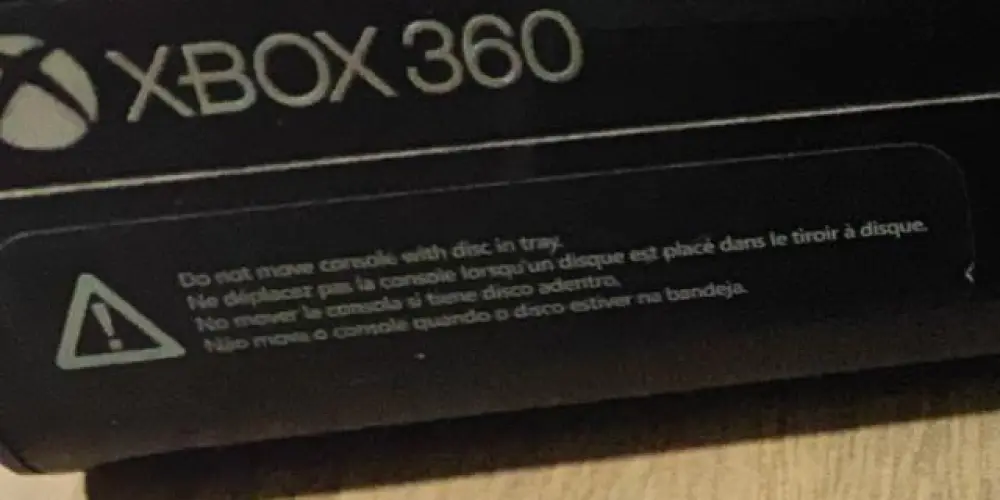 XBOX 360
Do not move console with disc in tray.
Ne déplacer pas la console lorsqu'un disque est placé dans le tiroir à disque.
No mover la consola si tiene disco adentro.
Não mova o console quando o disco estiver na bandeja.